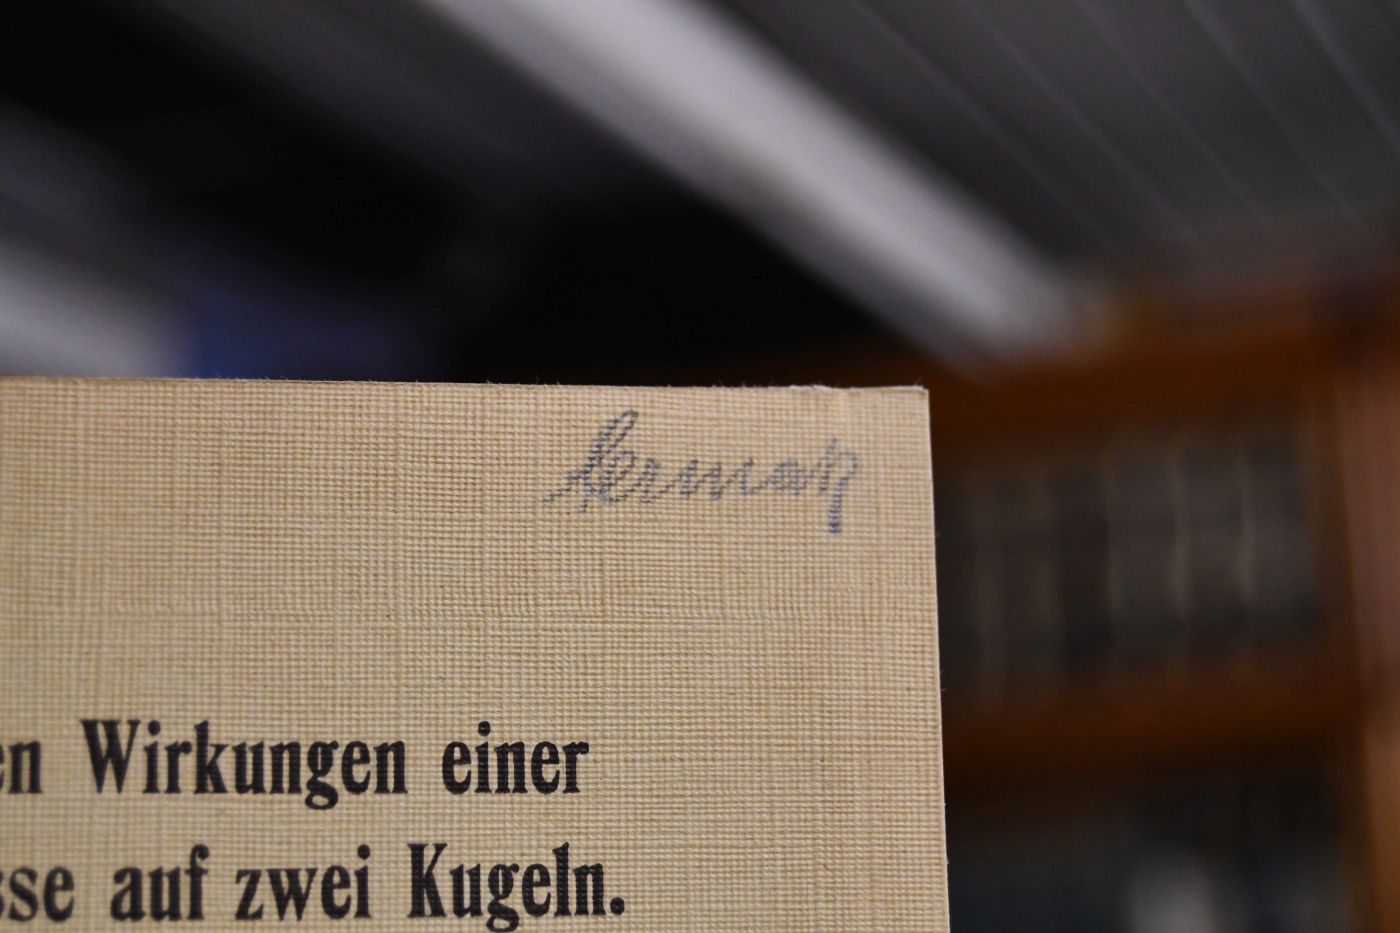 en Wirkungen einer
sse auf zwei Kugeln.